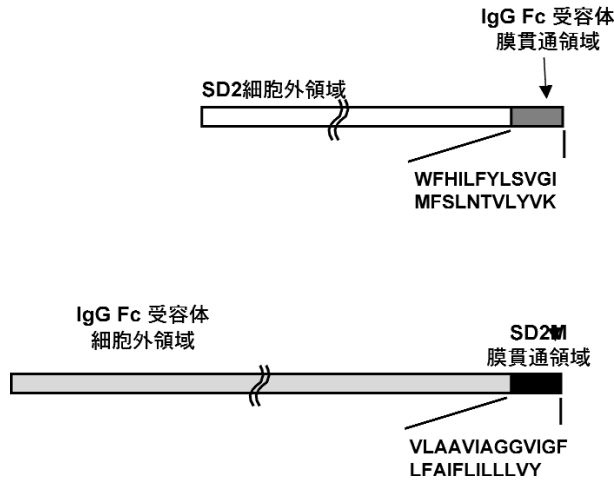 IgG Fc 受容体
膜貫通領域
SD2細胞外領域
WFHILFYLSVGI
MFSLNTVLYVK
IgG Fc 受容体
細胞外領域
SD2M
膜貫通領域
VLAAVIAGGVIGF
LFAIFLILLLVY